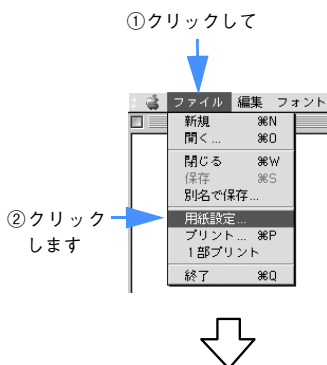 ①クリックして
ファイル 編集 フォント
新規 ⌘N
開く... ⌘O
閉じる ⌘W
保存 ⌘S
別名で保存...
用紙設定...
プリント... ⌘P
1部プリント
終了 ⌘Q
②クリック
します